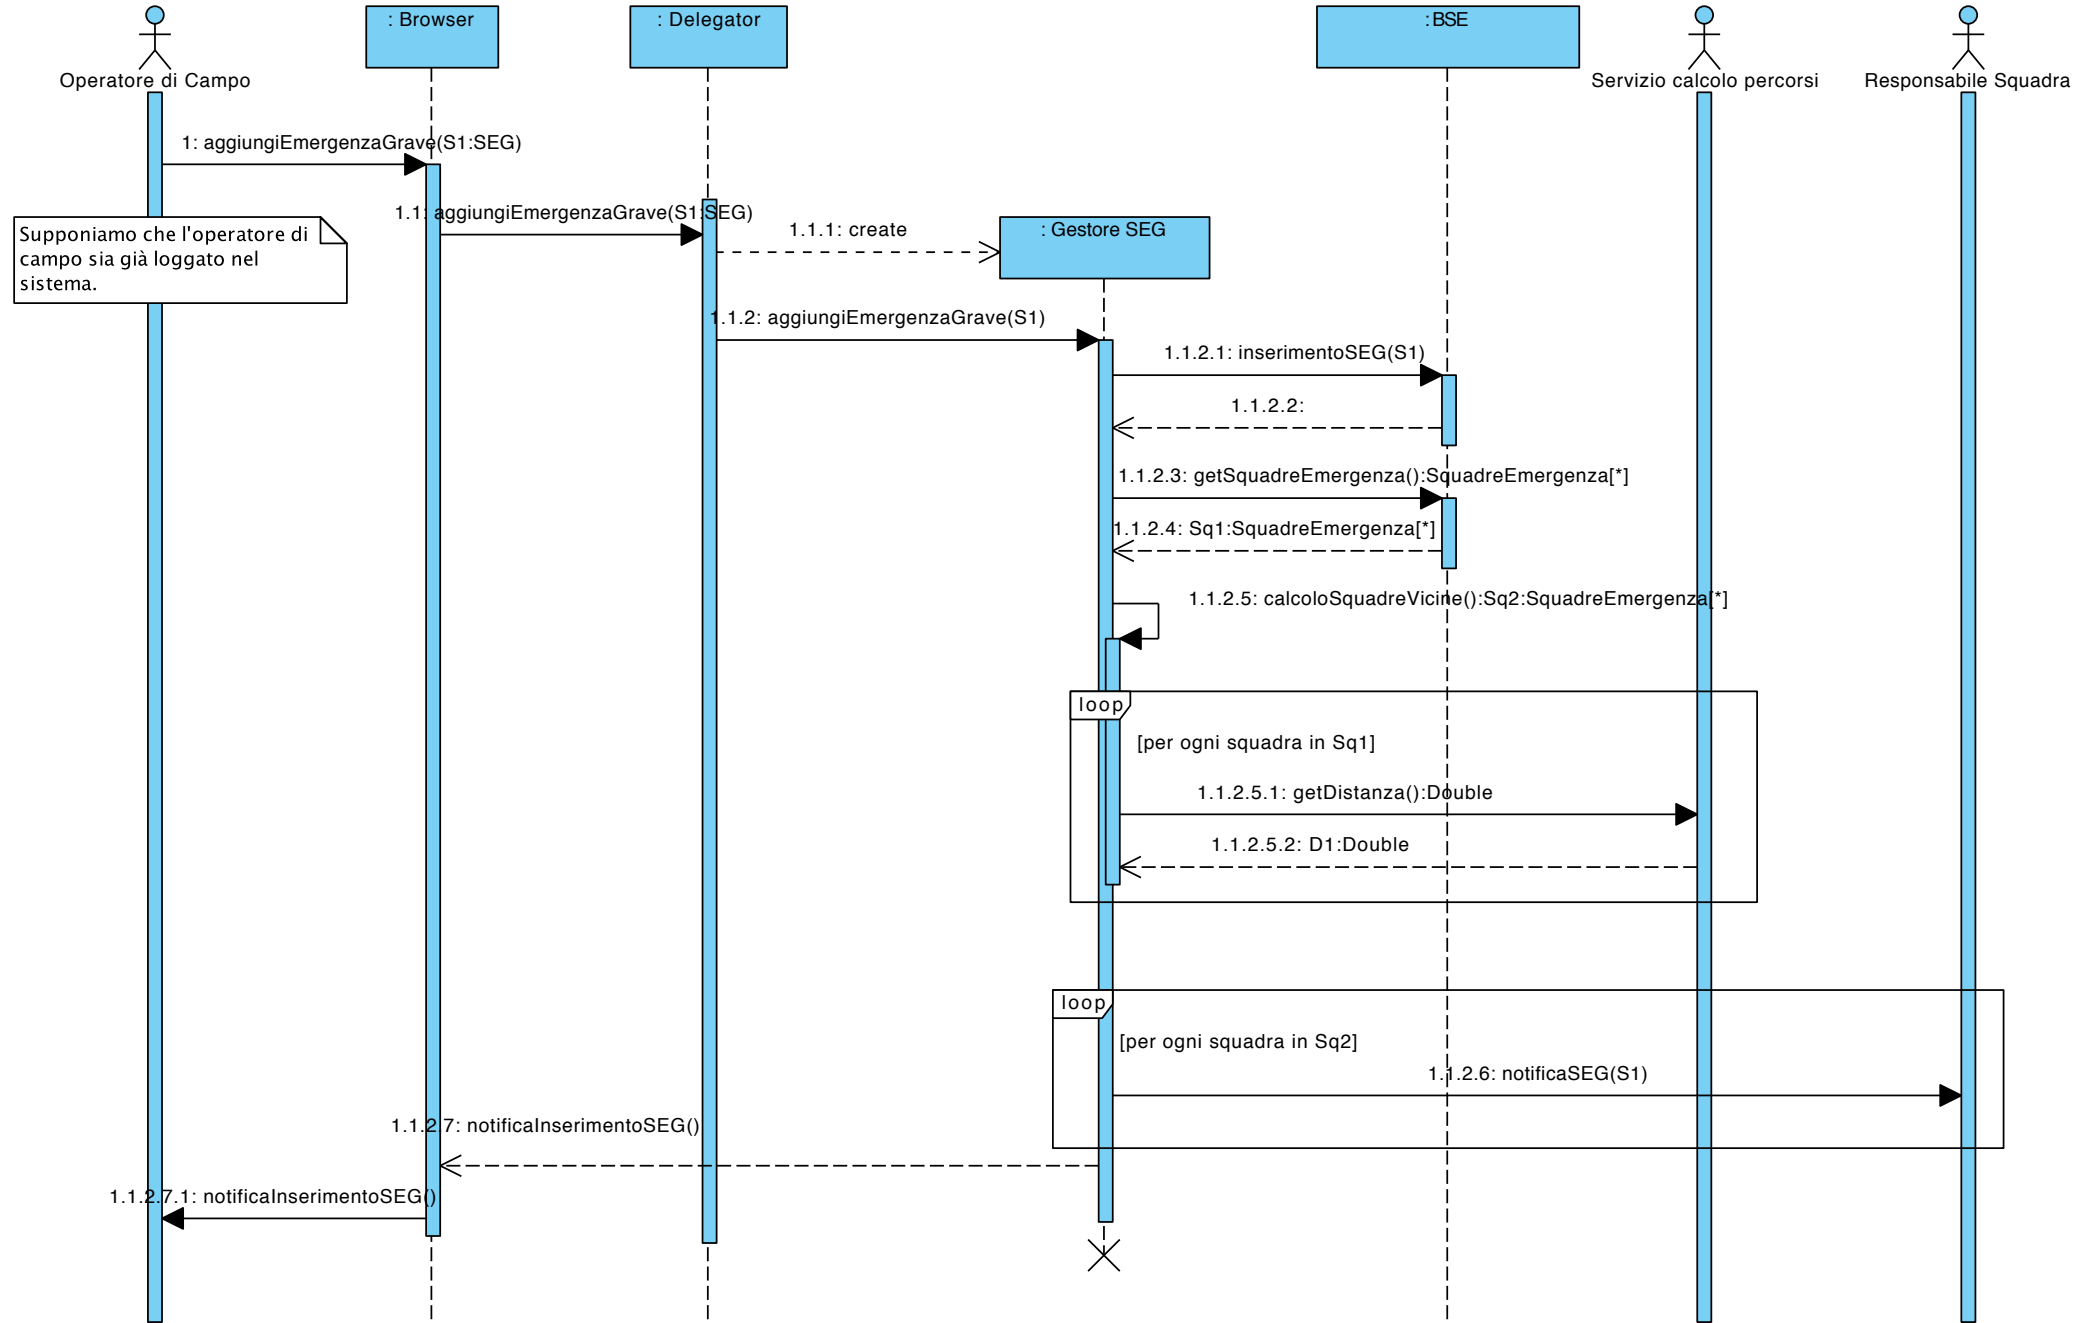 : Browser
: Delegator
:BSE
Operatore di Campo
Servizio calcolo percorsi
Responsabile Squadra
1: aggiungiEmergenzaGrave(S1:SEG)
1.1: aggiungiEmergenzaGrave(S1:SEG)
Supponiamo che l'operatore di
campo sia già loggato nel
sistema.
1.1.1: create
: Gestore SEG
1.1.2: aggiungiEmergenzaGrave(S1)
1.1.2.1: inserimentoSEG(S1)
1.1.2.2:
1.1.2.3: getSquadreEmergenza():SquadreEmergenza[*]
1.1.2.4: Sq1:SquadreEmergenza[*]
1.1.2.5: calcoloSquadreVicine():Sq2:SquadreEmergenza[*]
loop
[per ogni squadra in Sq1]
1.1.2.5.1: getDistanza():Double
1.1.2.5.2: D1:Double
loop
[per ogni squadra in Sq2]
1.1.2.6: notificaSEG(S1)
1.1.2.7: notificaInserimentoSEG()
1.1.2.7.1: notificaInserimentoSEG()